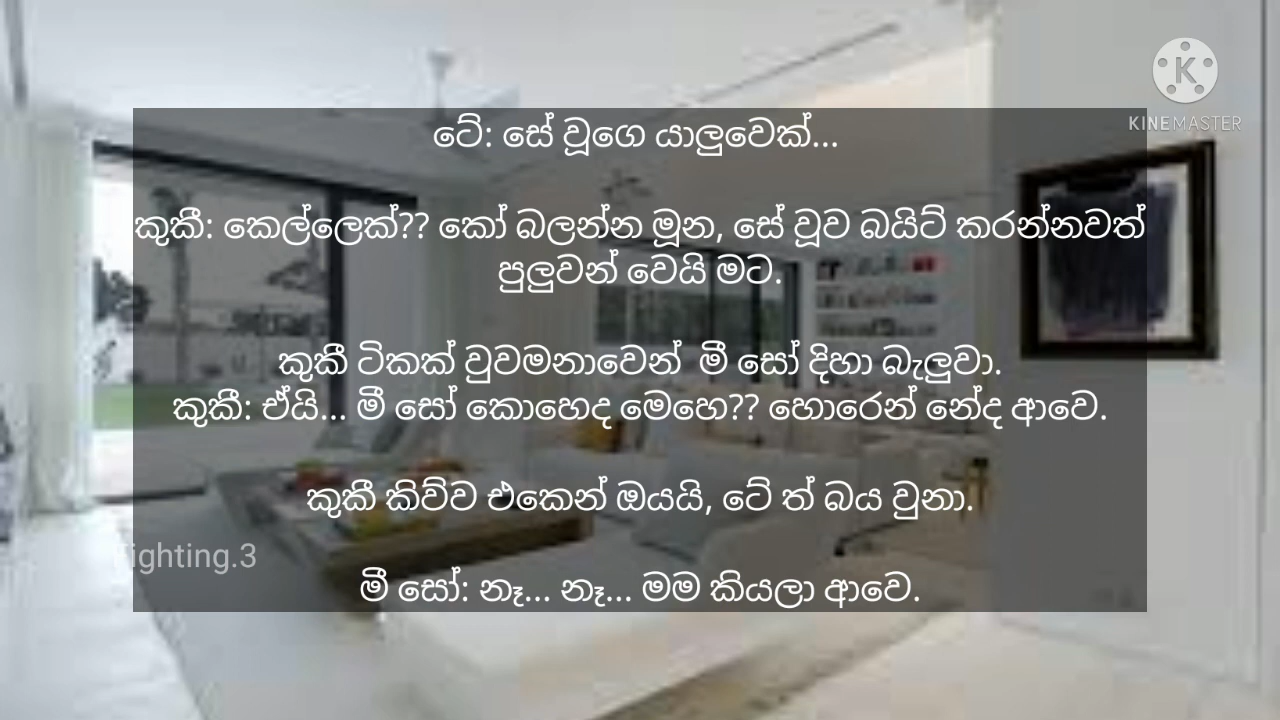 KINEMASTER
ටේ: සේ වූගෙ යාලුවෙක්...
කුකී: කෙල්ලෙක්?? කෝ බලන්න මූන, සේ වූව බයිට් කරන්නවත්
පුලුවන් වෙයි මට.
කුකී ටිකක් වුවමනාවෙන් මී සෝ දිහා බැලුවා.
කුකී: ඒයි... මී සෝ කොහෙද මෙහෙ?? හොරෙන් නේද ආවෙ.
කුකී කිව්ව එකෙන් ඔයයි, ටේ ත් බය වුනා.
ighting.3
මී සෝ: නෑ... නෑ... මම කියලා ආවෙ.